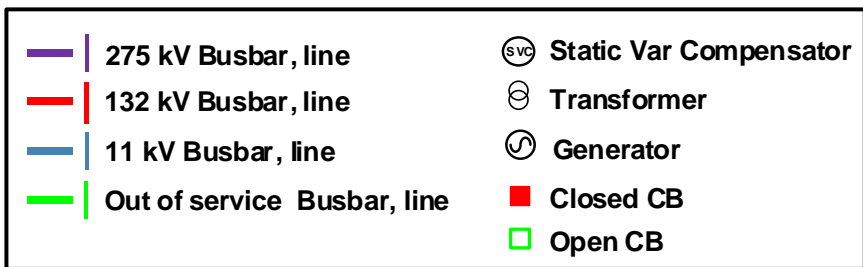 275 kV Busbar, line
132 kV Busbar, line
11 kV Busbar, line
Out of service Busbar, line
SVC Static Var Compensator
Transformer
Generator
Closed CB
Open CB